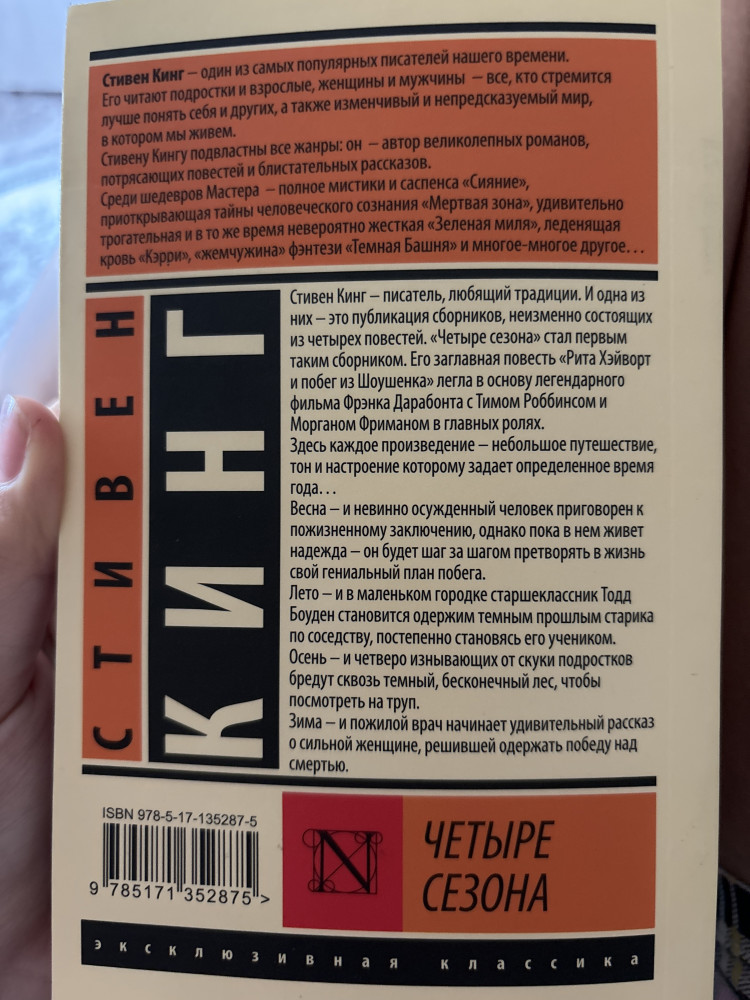 Стивен Кинг – один из самых популярных писателей нашего времени.
Его читают подростки и взрослые, женщины и мужчины – все, кто стремится
лучше понять себя и других, а также изменчивый и непредсказуемый мир,
в котором мы живем.
Стивену Кингу подвластны все жанры: он – автор великолепных романов,
потрясающих повестей и блистательных рассказов.
Среди шедевров Мастера – полное мистики и саспенса «Сияние»,
приоткрывающая тайны человеческого сознания «Мертвая зона», удивительно
трогательная и в то же время невероятно жесткая «Зеленая миля», леденящая
кровь «Кэрри», «жемчужина» фэнтези «Темная Башня» и многое-многое другое…
СТИВЕН
КИНГ
Стивен Кинг – писатель, любящий традиции. И одна из
них – это публикация сборников, неизменно состоящих
из четырех повестей. «Четыре сезона» стал первым
таким сборником. Его заглавная повесть «Рита Хэйворт
и побег из Шоушенка» легла в основу легендарного
фильма Фрэнка Дарабонта с Тимом Роббинсом и
Морганом Фриманом в главных ролях.
Здесь каждое произведение – небольшое путешествие,
тон и настроение которому задает определенное время
года…
Весна – и невинно осужденный человек приговорен к
пожизненному заключению, однако пока в нем живет
надежда – он будет шаг за шагом претворять в жизнь
свой гениальный план побега.
Лето – и в маленьком городке старшеклассник Тодд
Боуден становится одержим темным прошлым старика
по соседству, постепенно становясь его учеником.
Осень – и четверо изнывающих от скуки подростков
бредут сквозь темный, бесконечный лес, чтобы
посмотреть на труп.
Зима – и пожилой врач начинает удивительный рассказ
о сильной женщине, решившей одержать победу над
смертью.
ISBN 978-5-17-135287-5
9 785171 352875 >
N
ЧЕТЫРЕ
СЕЗОНА
эксклюзивная классика